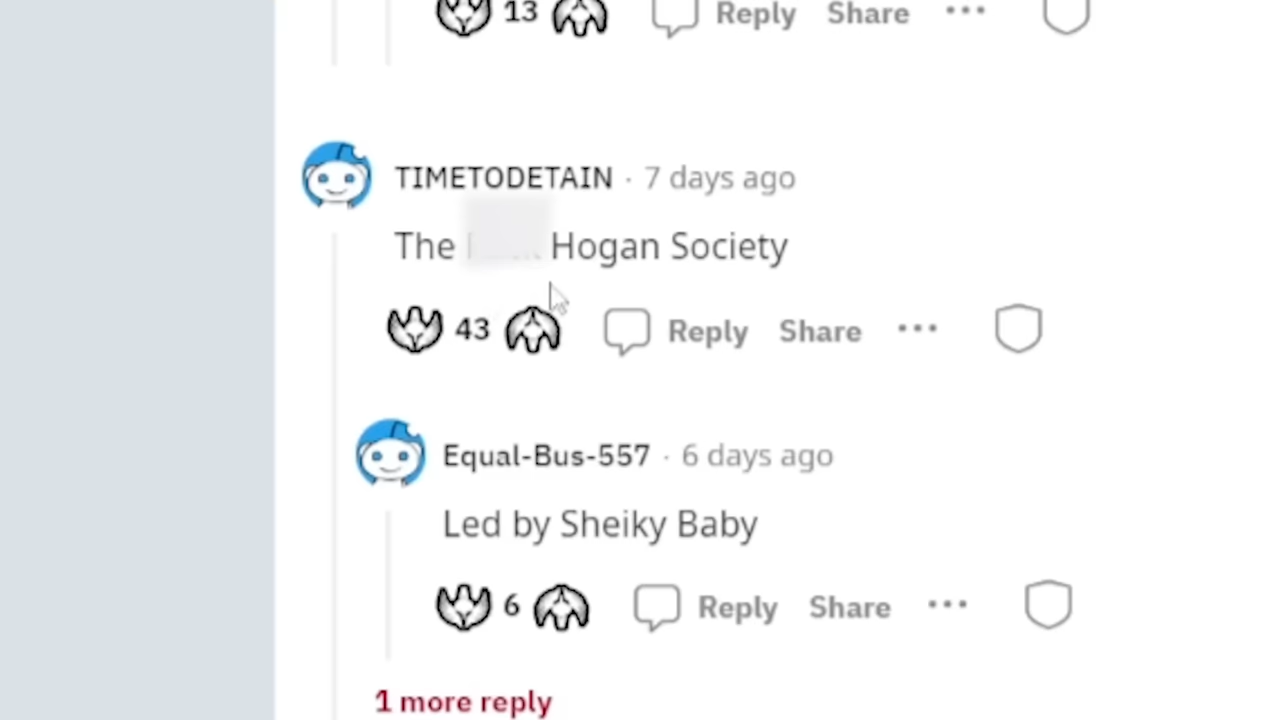 13 Reply Share
TIMETODETAIN · 7 days ago
The Hogan Society
43 Reply Share
Equal-Bus-557 · 6 days ago
Led by Sheiky Baby
6 Reply Share
1 more reply